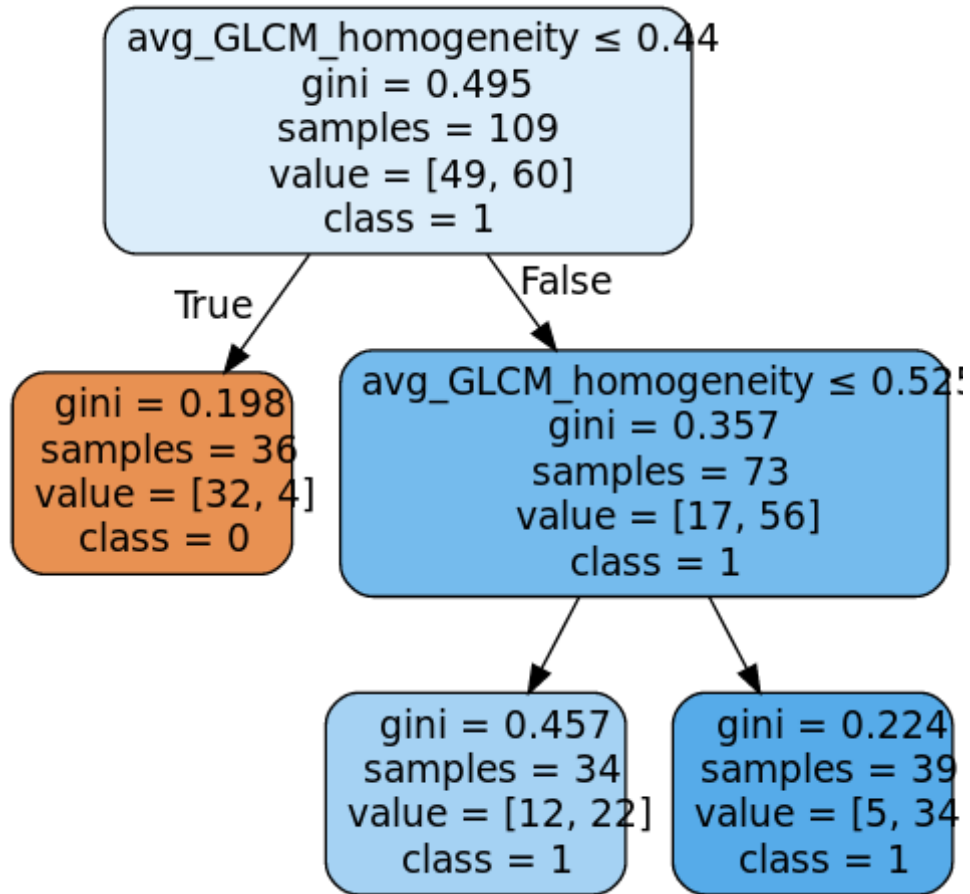 avg_GLCM_homogeneity ≤ 0.44
gini = 0.495
samples = 109
value = [49, 60]
class = 1
True
False
gini = 0.198
samples = 36
value = [32, 4]
class = 0
avg_GLCM_homogeneity ≤ 0.525
gini = 0.357
samples = 73
value = [17, 56]
class = 1
gini = 0.457
samples = 34
value = [12, 22]
class = 1
gini = 0.224
samples = 39
value = [5, 34
class = 1